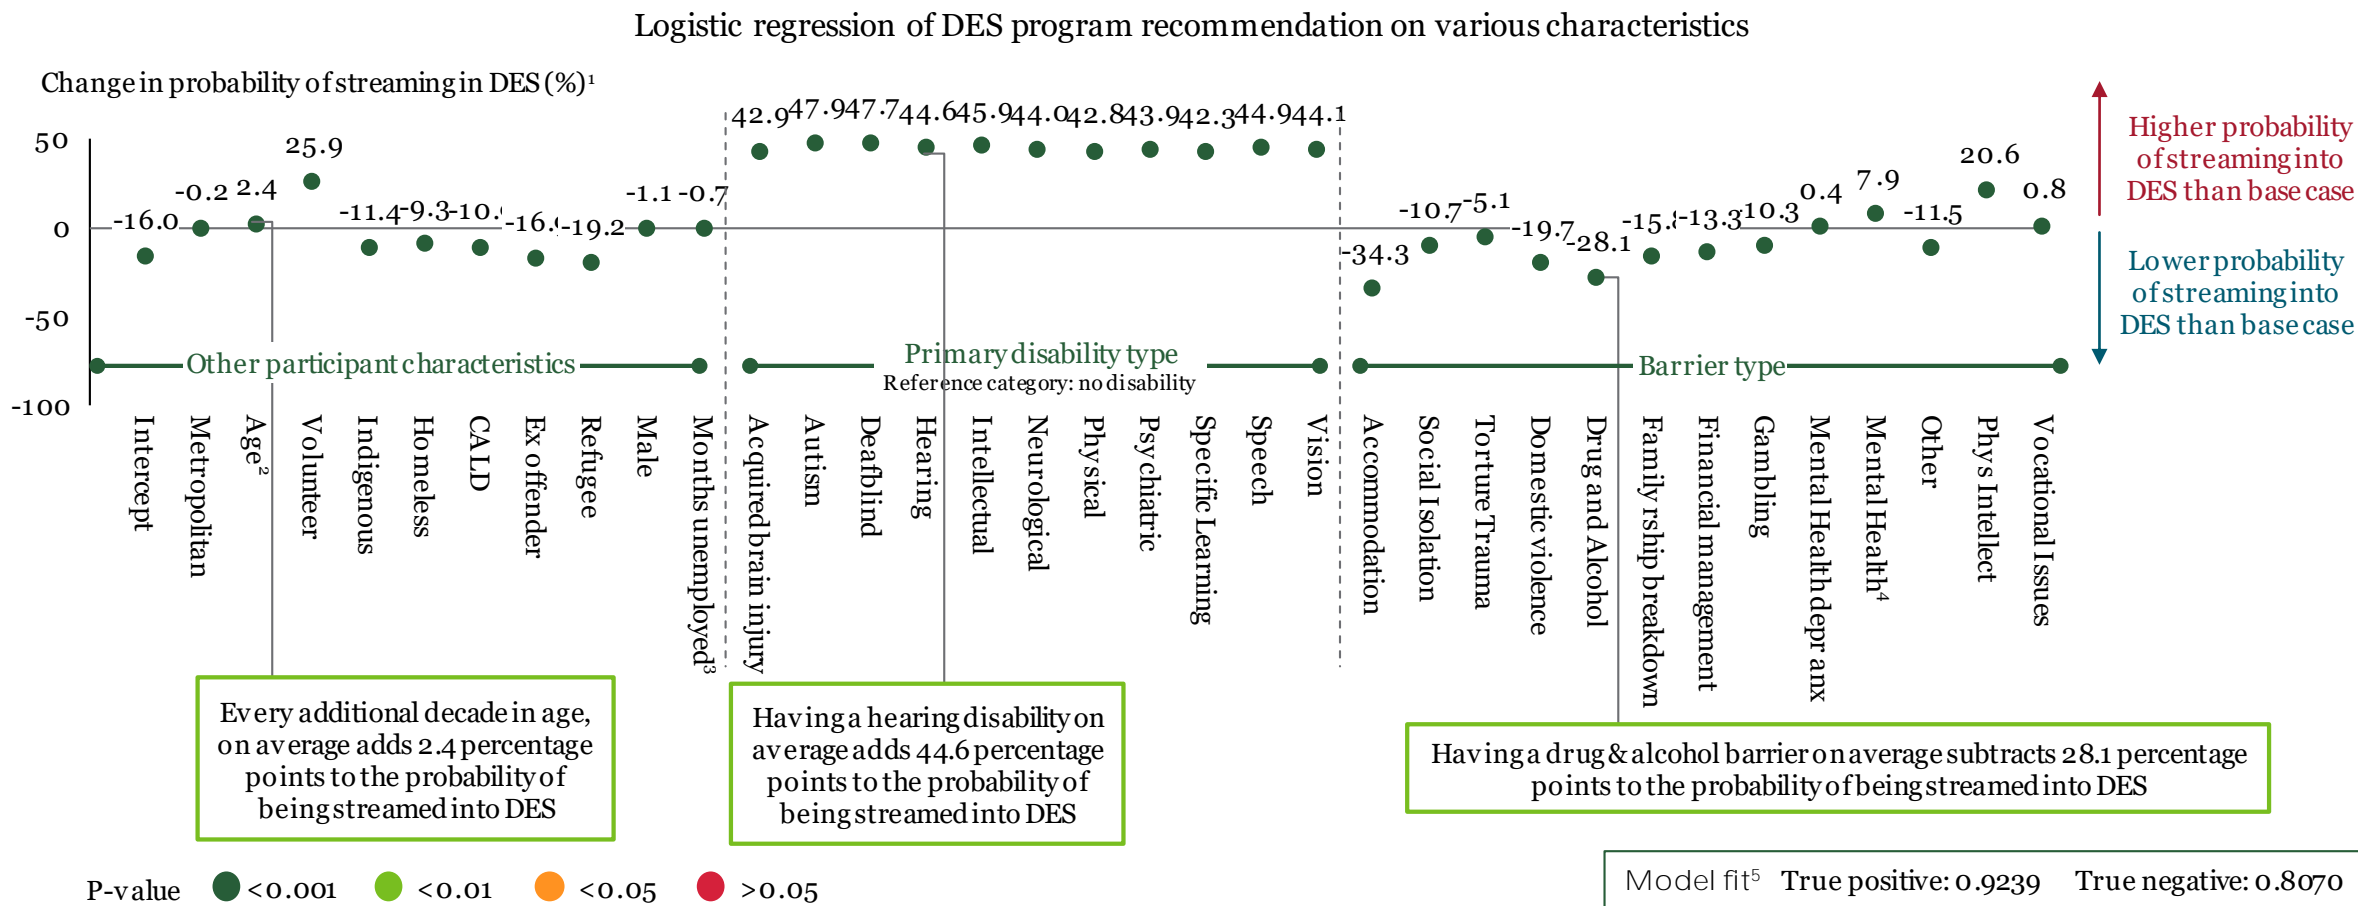 Logistic regression of DES program recommendation on various characteristics
Change in probability of streaming in DES (%)¹
50
0
-50
-100
-16.0
-0.2
2.4
25.9
-11.4
-9.3
-19.2
-1.1
-0.7
42.9
47.9
47.7
44.6
45.9
44.0
42.8
43.9
42.3
44.9
44.1
-34.3
-10.7
-5.1
-19.7
-28.1
-13.3
-10.3
0.4
7.9
-11.5
20.6
0.8
Higher probability
of streaming into
DES than base case
Lower probability
of streaming into
DES than base case
Other participant characteristics
Primary disability type
Reference category: no disability
Barrier type
Intercept
Metropolitan
Age²
Volunteer
Indigenous
Homeless
CALD
Ex offender
Refugee
Male
Months unemployed³
Acquired brain injury
Autism
Deafblind
Hearing
Intellectual
Neurological
Physical
Psychiatric
Specific Learning
Speech
Vision
Accommodation
Social Isolation
Torture Trauma
Domestic violence
Drug and Alcohol
Family rship breakdown
Financial management
Gambling
Mental Health depr anx
Mental Health⁴
Other
Phys Intellect
Vocational Issues
Every additional decade in age,
on average adds 2.4 percentage
points to the probability of
being streamed into DES
Having a hearing disability on
average adds 44.6 percentage
points to the probability of
being streamed into DES
Having a drug & alcohol barrier on average subtracts 28.1 percentage
points to the probability of being streamed into DES
P-value
<0.001
<0.01
<0.05
>0.05
Model fit⁵ True positive: 0.9239 True negative: 0.8070